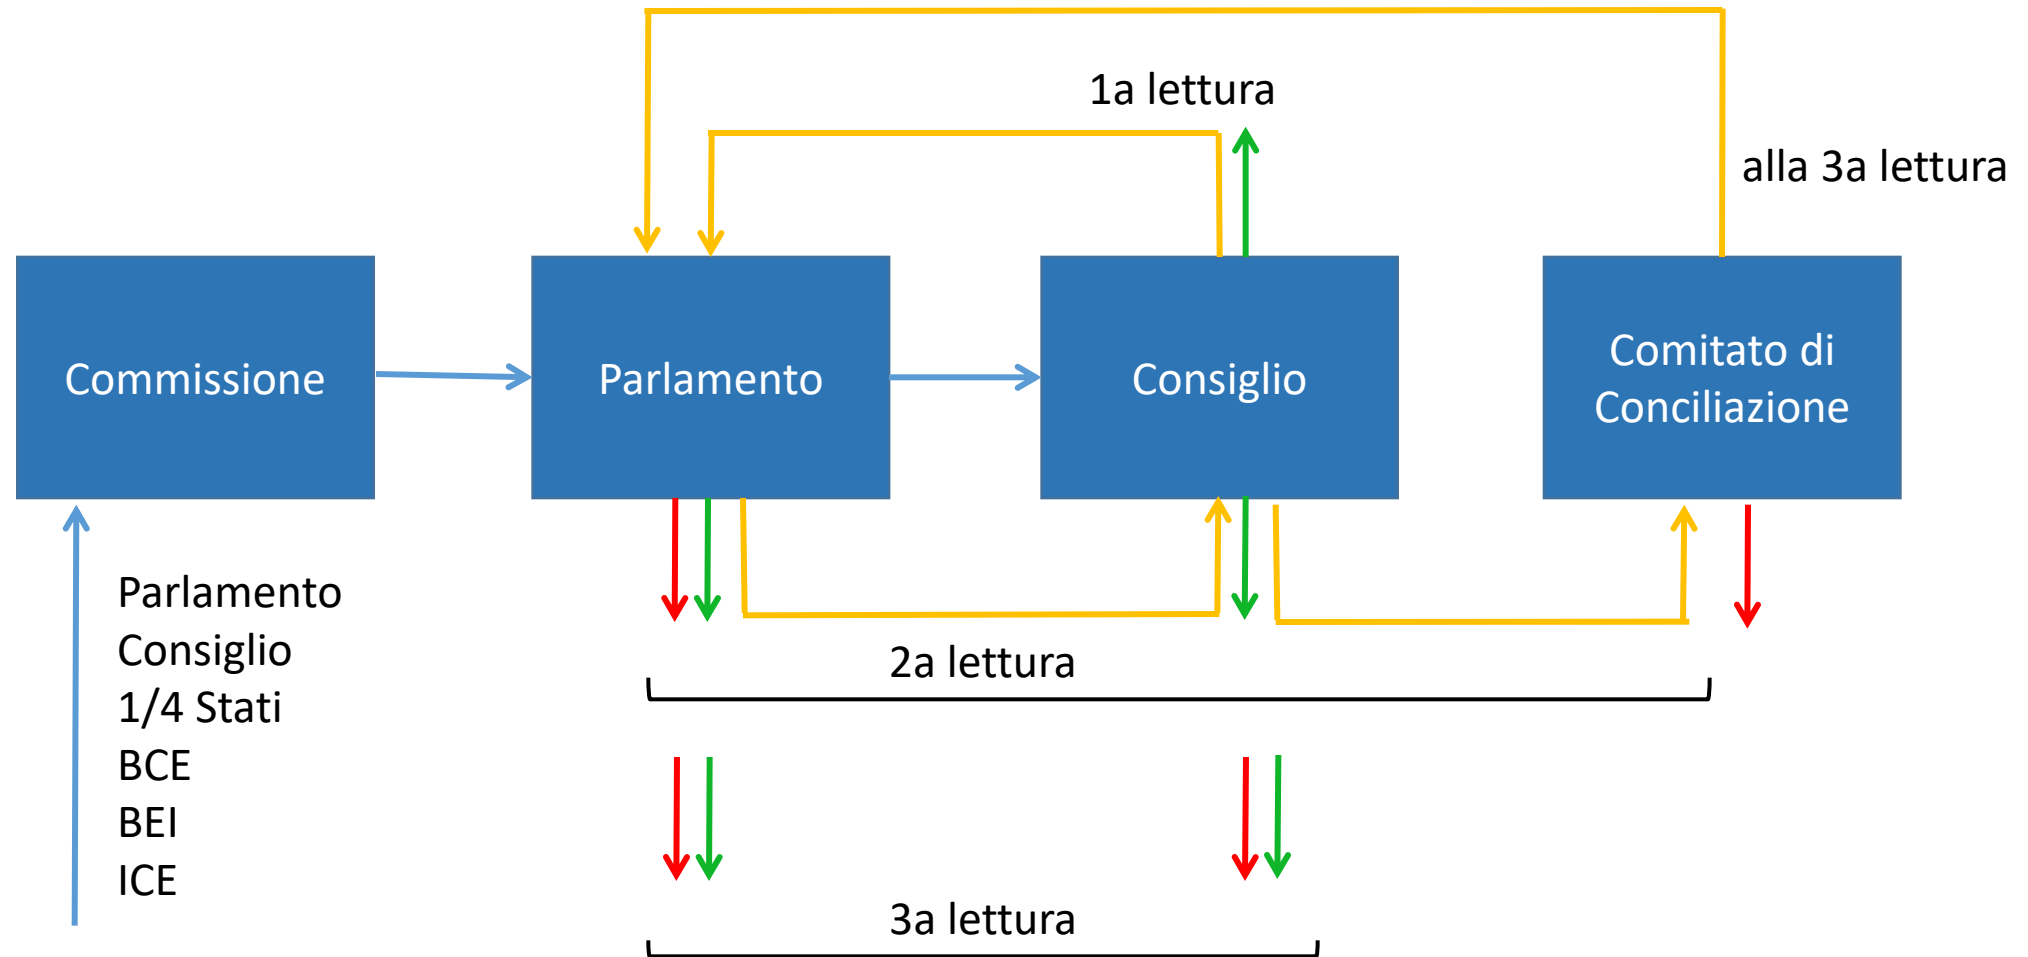 1a lettura
alla 3a lettura
Commissione
Parlamento
Consiglio
Comitato di
Conciliazione
Parlamento
Consiglio
1/4 Stati
BCE
BEI
ICE
2a lettura
3a lettura